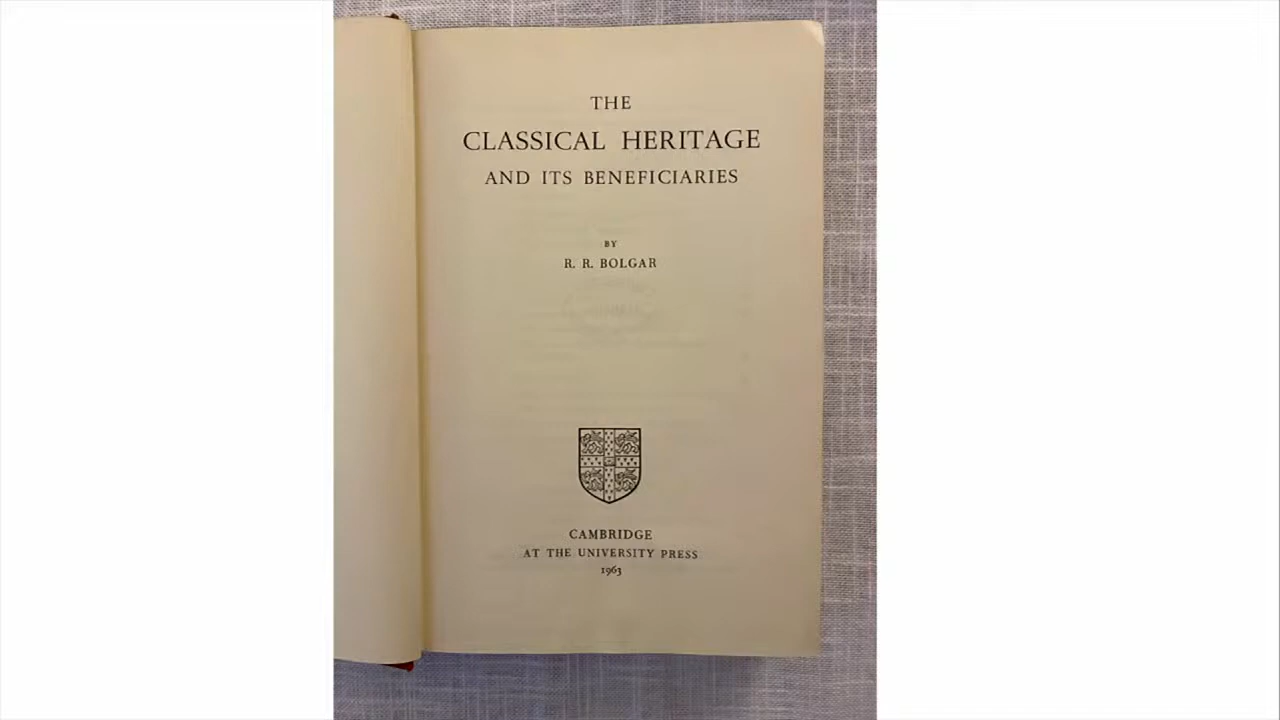 THE
CLASSICAL HERITAGE
AND ITS BENEFICIARIES
BY
R. R. BOLGAR
CAMBRIDGE
AT THE UNIVERSITY PRESS
1963